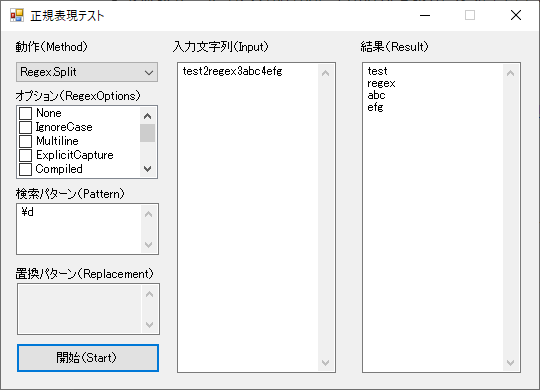 正規表現テスト
動作(Method)
Regex.Split
オプション(RegexOptions)
None
IgnoreCase
Multiline
ExplicitCapture
Compiled
検索パターン(Pattern)
¥d
置換パターン(Replacement)
開始(Start)
入力文字列(Input)
test2regex3abc4efg
結果(Result)
test
regex
abc
efg